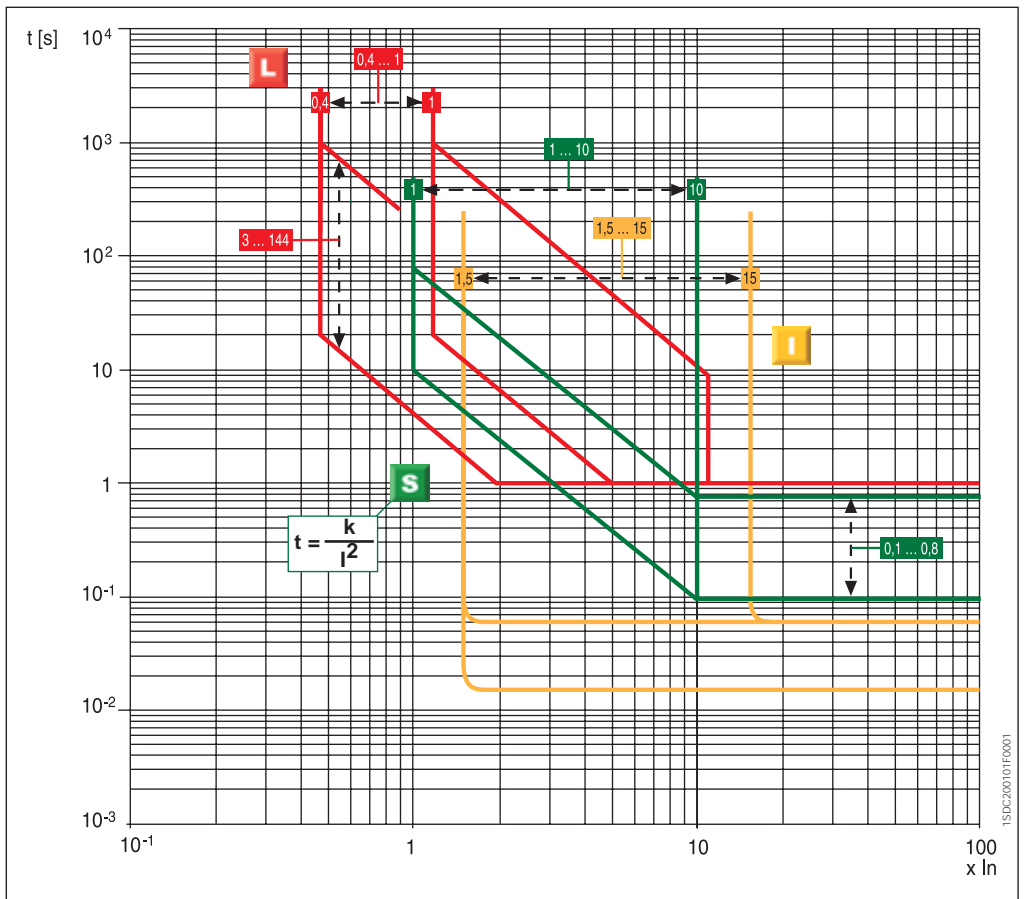 t [s]
10⁴
L
0,4 ... 1
0,4
1
10³
1 ... 10
1
10
3 ... 144
1,5 ... 15
10²
1,5
15
I
10
1
S
t = k / I²
0,1 ... 0,8
10⁻¹
10⁻²
10⁻³
10⁻¹
1
10
100
x In
1SDC200101F0001